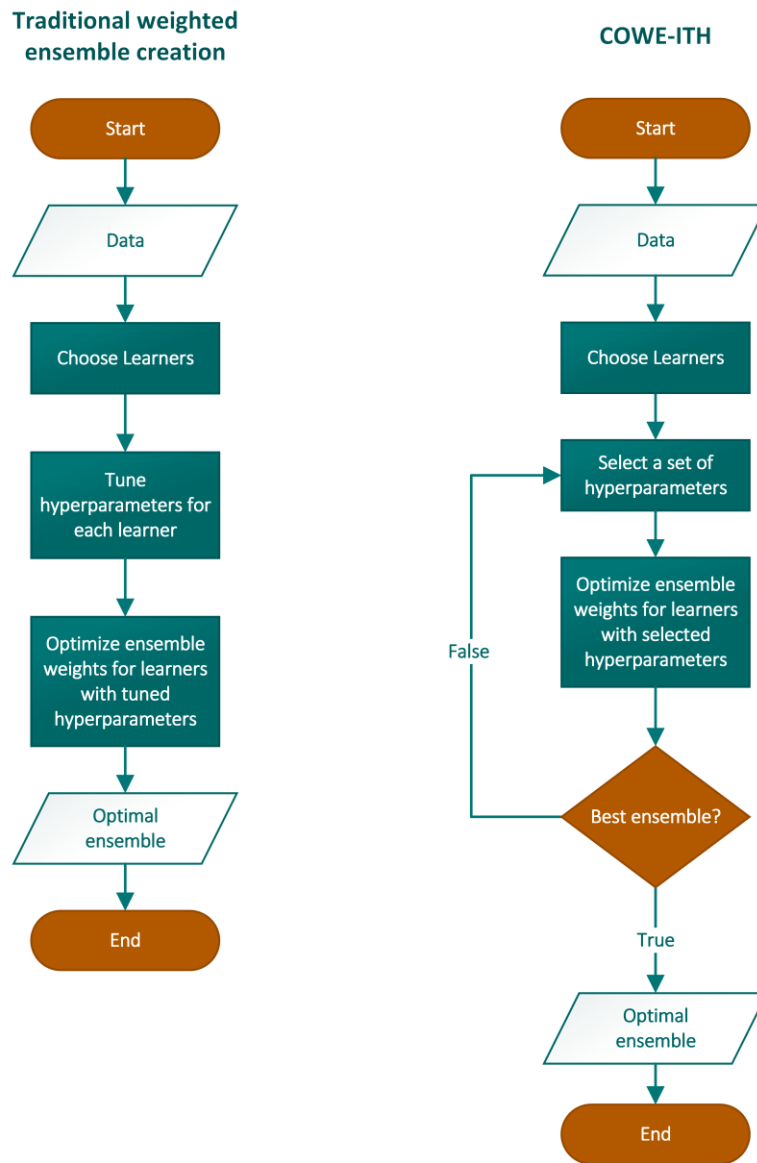 Traditional weighted
ensemble creation
Start
Data
Choose Learners
Tune
hyperparameters for
each learner
Optimize ensemble
weights for learners
with tuned
hyperparameters
Optimal
ensemble
End
COWE-ITH
Start
Data
Choose Learners
Select a set of
hyperparameters
Optimize ensemble
weights for learners
with selected
hyperparameters
False
Best ensemble?
True
Optimal
ensemble
End